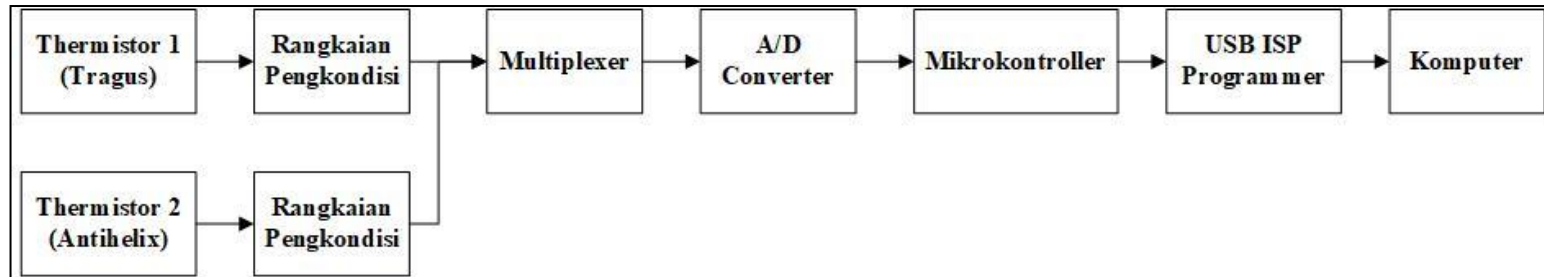 Thermistor 1
(Tragus)
Rangkaian
Pengkondisi
Multiplexer
A/D
Converter
Mikrokontroller
USB ISP
Programmer
Komputer
Thermistor 2
(Antihelix)
Rangkaian
Pengkondisi